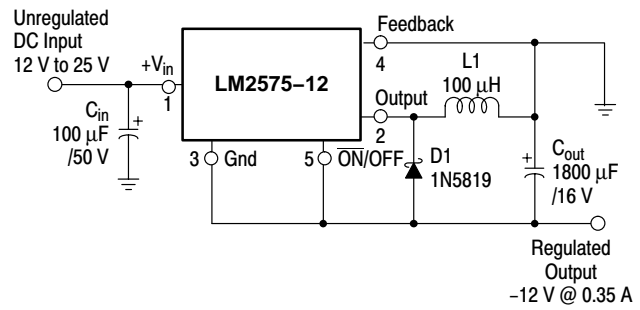 Unregulated
DC Input
12 V to 25 V
+Vin
1
Cin
100 μF
/50 V
+
LM2575–12
Feedback
4
Output
2
3
Gnd
5
ON/OFF
L1
100 μH
D1
1N5819
+
Cout
1800 μF
/16 V
Regulated
Output
–12 V @ 0.35 A